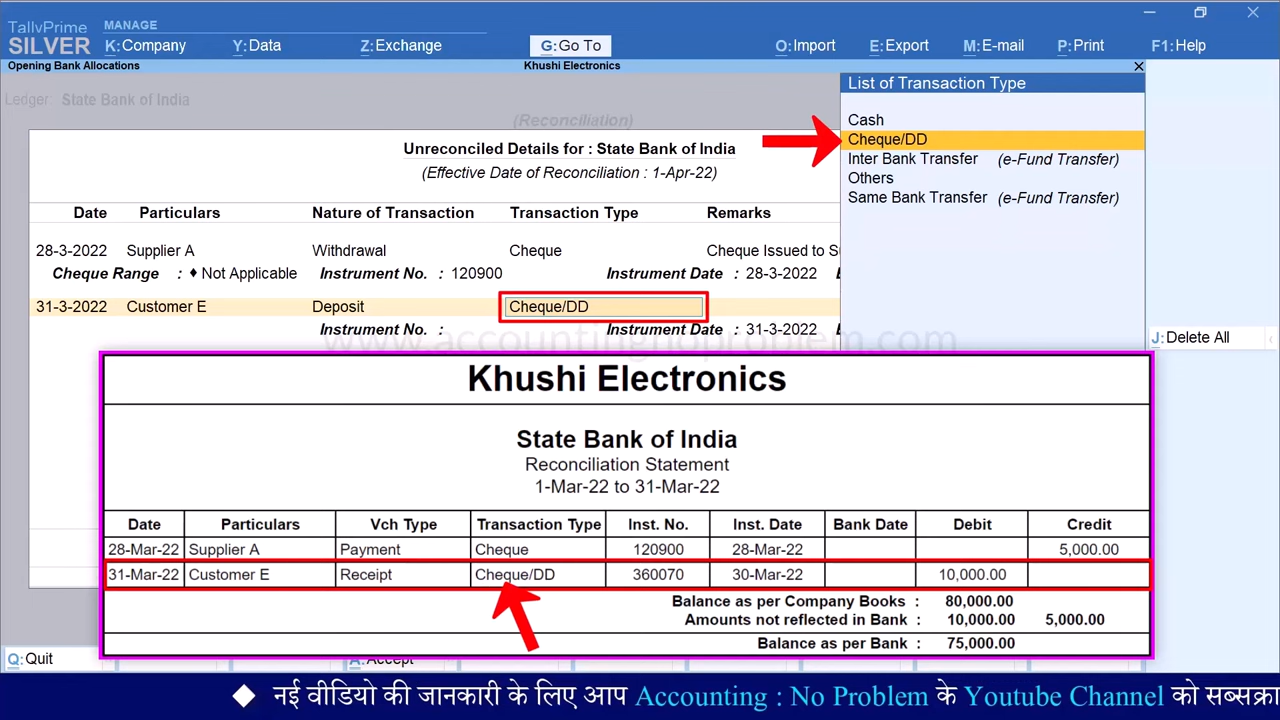 TallyPrime MANAGE
SILVER K:Company Y:Data Z:Exchange G:Go To O:Import E:Export M:E-mail P:Print F1:Help
Opening Bank Allocations Khushi Electronics
Ledger: State Bank of India
(Reconciliation)
Unreconciled Details for : State Bank of India
(Effective Date of Reconciliation : 1-Apr-22)
Date Particulars Nature of Transaction Transaction Type Remarks
28-3-2022 Supplier A Withdrawal Cheque Cheque Issued to
Cheque Range : ♦ Not Applicable Instrument No. : 120900 Instrument Date : 28-3-2022
31-3-2022 Customer E Deposit Cheque/DD
Instrument No. : Instrument Date : 31-3-2022
List of Transaction Type
Cash
Cheque/DD
Inter Bank Transfer (e-Fund Transfer)
Others
Same Bank Transfer (e-Fund Transfer)
J:Delete All
www.accountingnoproblem.com
Khushi Electronics
State Bank of India
Reconciliation Statement
1-Mar-22 to 31-Mar-22
Date Particulars Vch Type Transaction Type Inst. No. Inst. Date Bank Date Debit Credit
28-Mar-22 Supplier A Payment Cheque 120900 28-Mar-22 5,000.00
31-Mar-22 Customer E Receipt Cheque/DD 360070 30-Mar-22 10,000.00
Balance as per Company Books : 80,000.00
Amounts not reflected in Bank : 10,000.00 5,000.00
Balance as per Bank : 75,000.00
Q:Quit A:Accept
◆ नई वीडियो की जानकारी के लिए आप Accounting : No Problem के Youtube Channel को सब्सक्रा